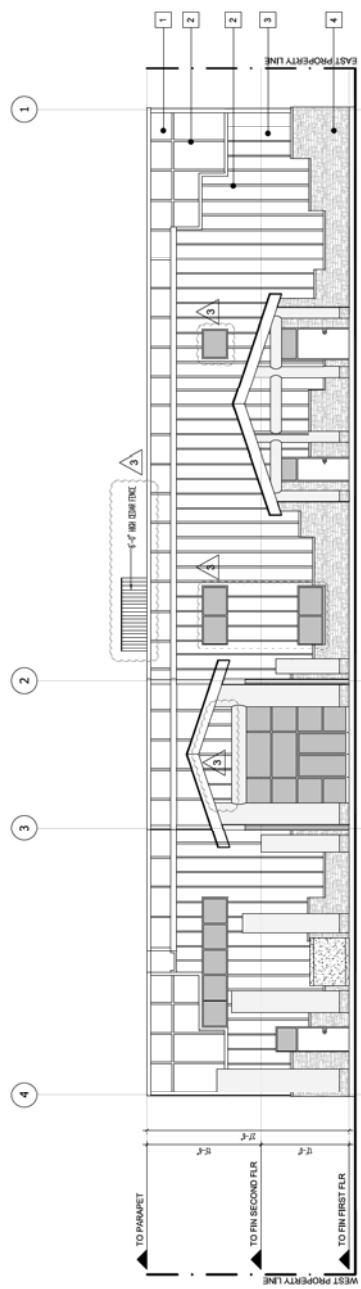 4
3
2
1
6'-0" HIGH CEDAR FENCE
3
3
3
3
1
2
2
3
4
TO PARAPET
TO FIN SECOND FLR
TO FIN FIRST FLR
WEST PROPERTY LINE
EAST PROPERTY LINE